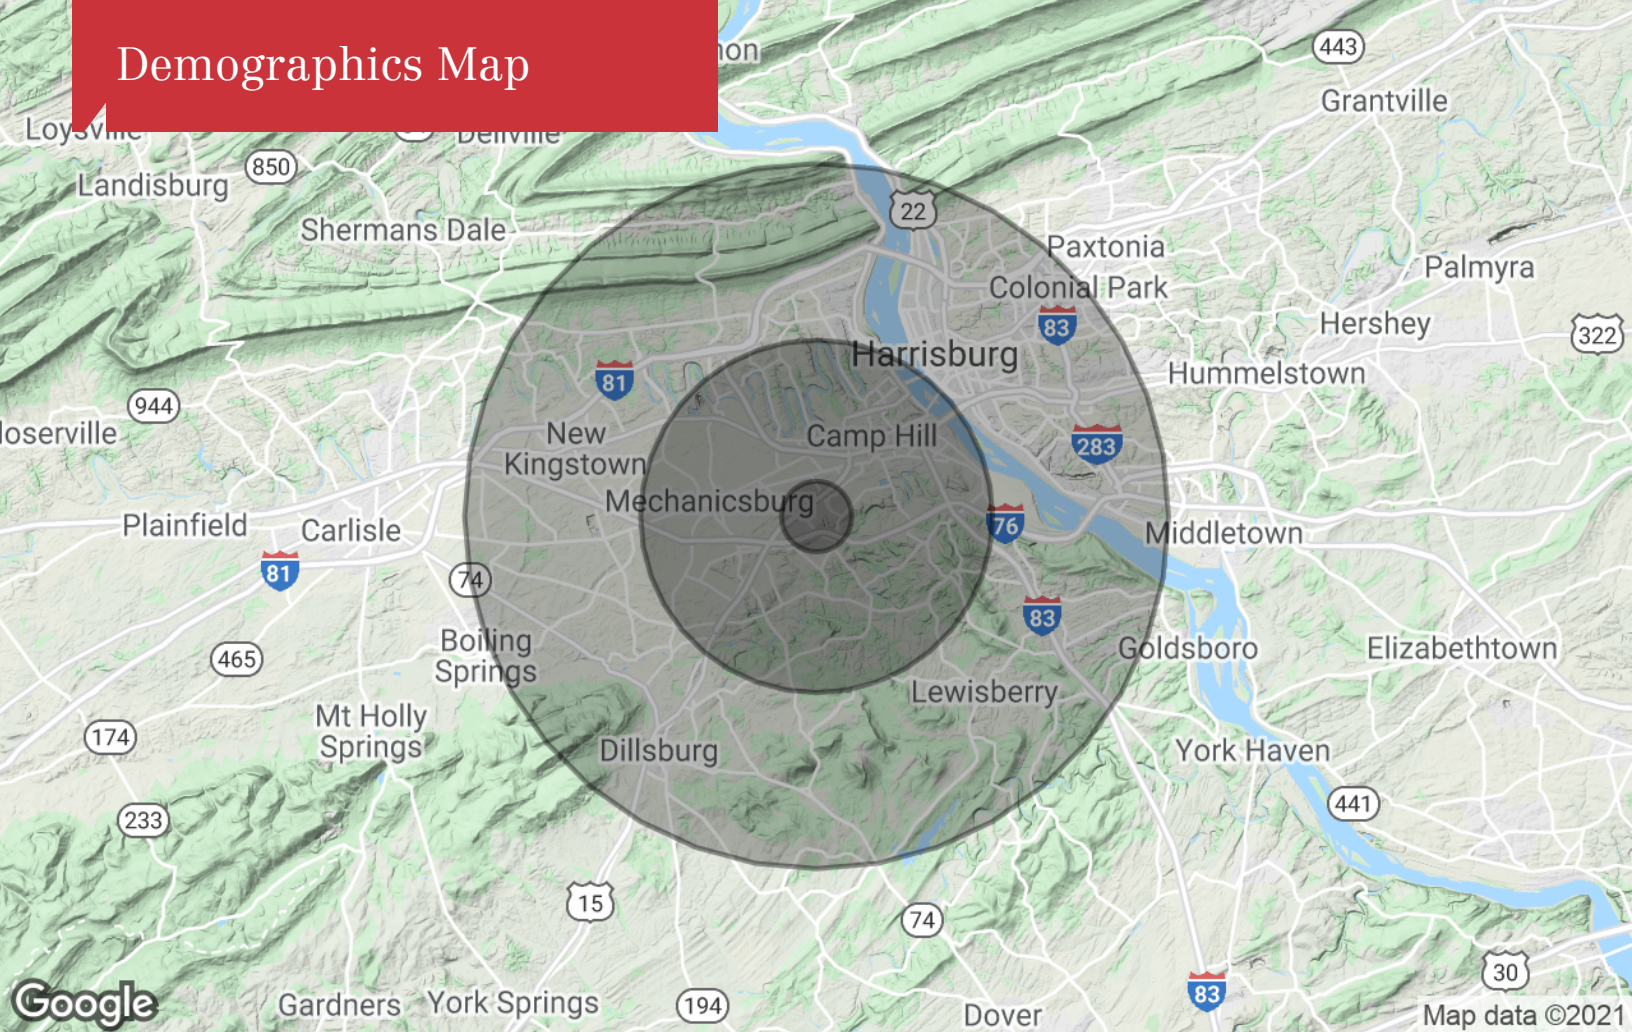 Demographics Map
443
Grantville
Loysville
Dellville
850
Landisburg
22
Shermans Dale
Paxtonia
Palmyra
Colonial Park
83
Hershey
322
Harrisburg
Hummelstown
81
944
New
Kingstown
Camp Hill
283
Mechanicsburg
Plainfield
Carlisle
76
Middletown
81
74
83
Boiling
Springs
Goldsboro
Elizabethtown
465
Lewisberry
Mt Holly
Springs
174
Dillsburg
York Haven
441
233
15
74
30
83
Google
Gardners
York Springs
194
Dover
Map data ©2021